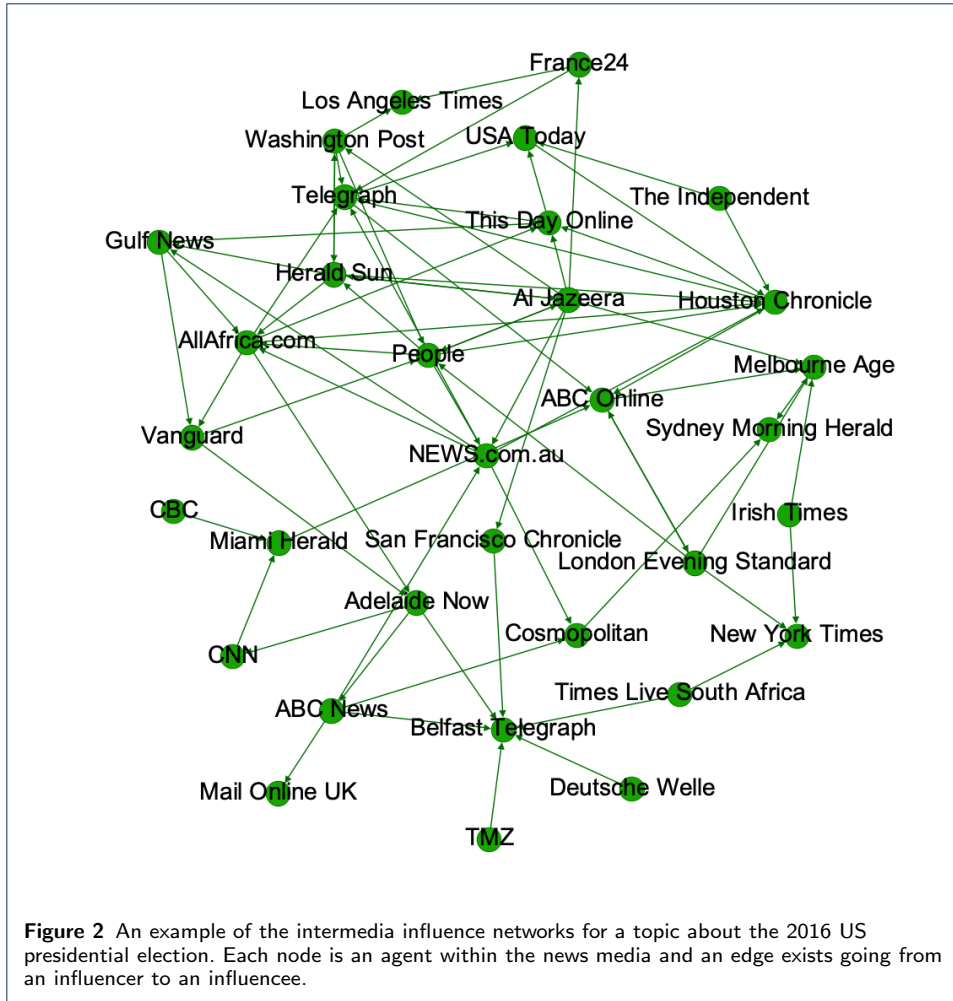 France24
Los Angeles Times
Washington Post
USA Today
Telegraph
The Independent
This Day Online
Gulf News
Herald Sun
Al Jazeera
Houston Chronicle
AllAfrica.com
People
Melbourne Age
ABC Online
Vanguard
Sydney Morning Herald
NEWS.com.au
CBC
Irish Times
Miami Herald
San Francisco Chronicle
London Evening Standard
Adelaide Now
Cosmopolitan
New York Times
CNN
Times Live South Africa
ABC News
Belfast Telegraph
Mail Online UK
Deutsche Welle
TMZ
Figure 2 An example of the intermedia influence networks for a topic about the 2016 US
presidential election. Each node is an agent within the news media and an edge exists going from
an influencer to an influencee.